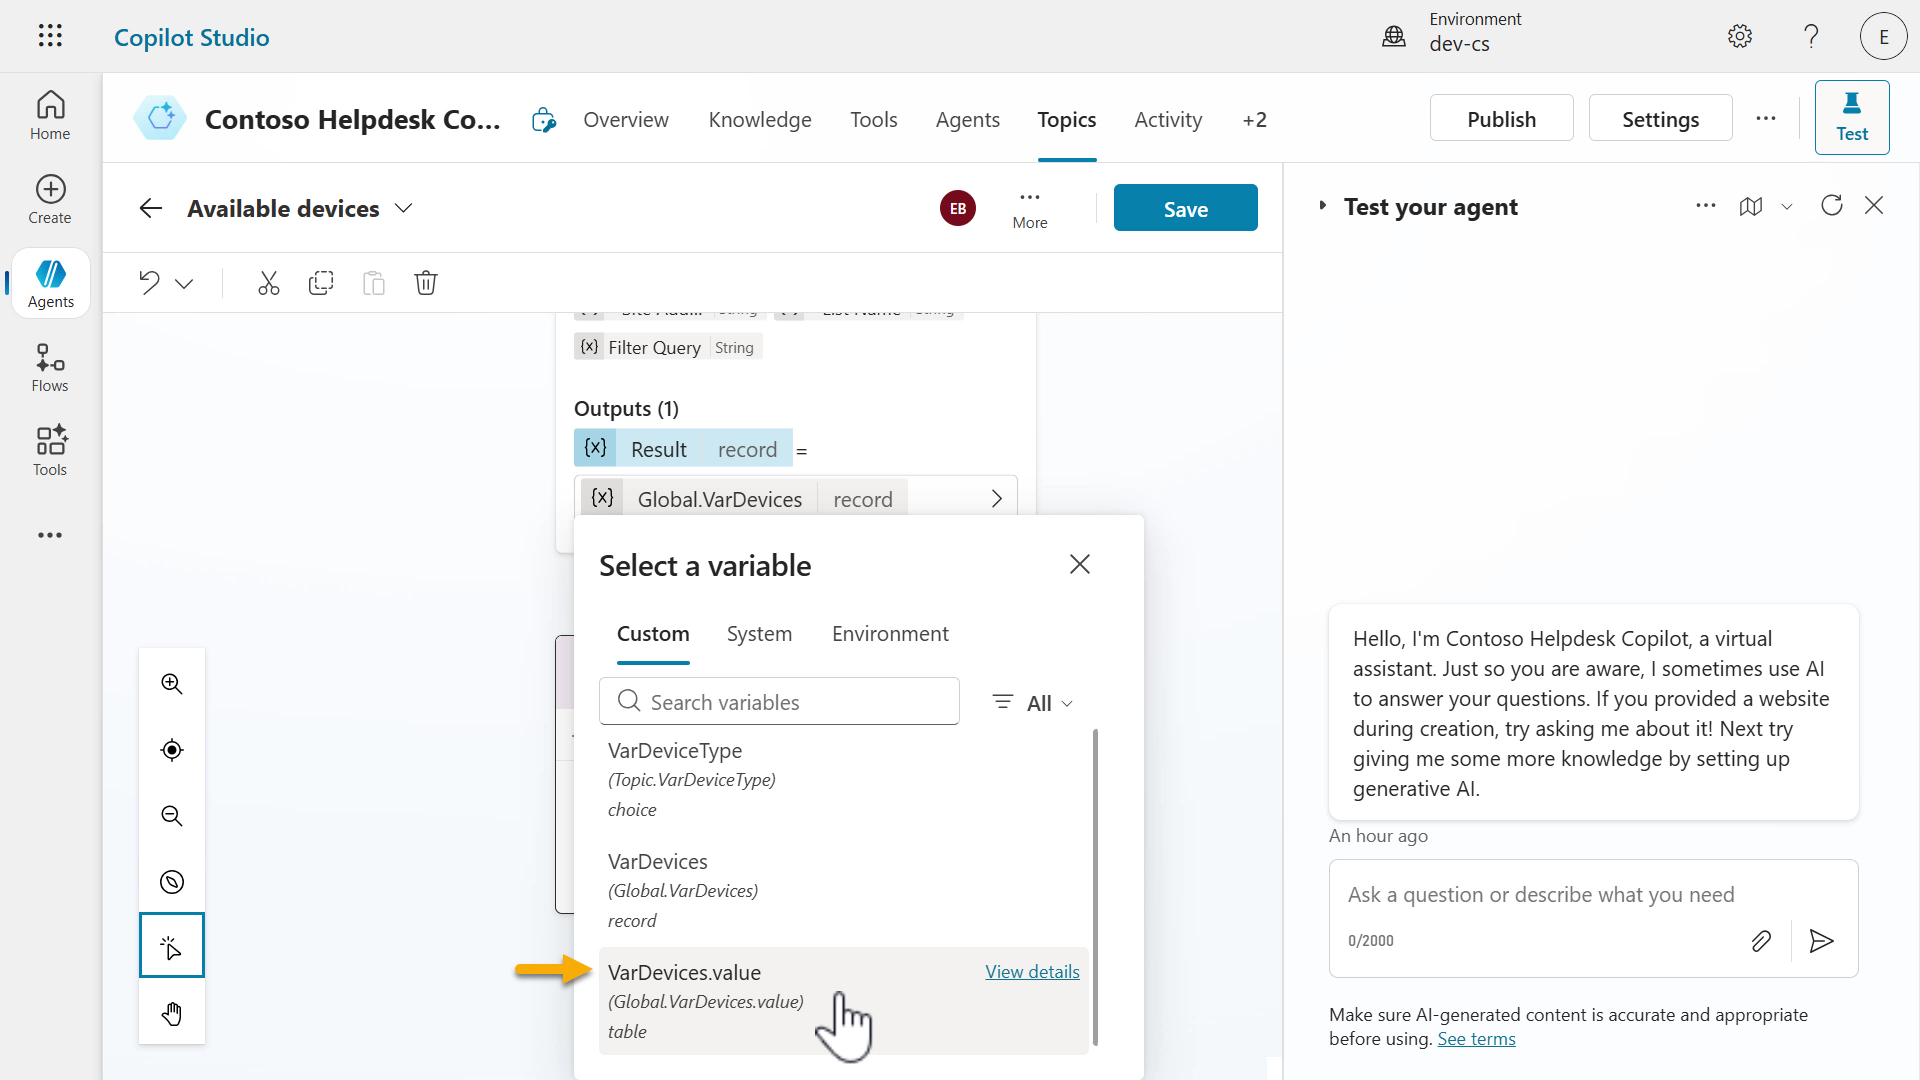 Copilot Studio
Environment
dev-cs
E
Home
Create
Agents
Flows
Tools
Contoso Helpdesk Co...
Overview
Knowledge
Tools
Agents
Topics
Activity
+2
Publish
Settings
Test
Available devices
EB
More
Save
List Name String
{x} Filter Query String
Outputs (1)
{x} Result record =
{x} Global.VarDevices record
Select a variable
Custom
System
Environment
Search variables
All
VarDeviceType
(Topic.VarDeviceType)
choice
VarDevices
(Global.VarDevices)
record
VarDevices.value
View details
(Global.VarDevices.value)
table
Test your agent
Hello, I'm Contoso Helpdesk Copilot, a virtual
assistant. Just so you are aware, I sometimes use AI
to answer your questions. If you provided a website
during creation, try asking me about it! Next try
giving me some more knowledge by setting up
generative AI.
An hour ago
Ask a question or describe what you need
0/2000
Make sure AI-generated content is accurate and appropriate
before using. See terms